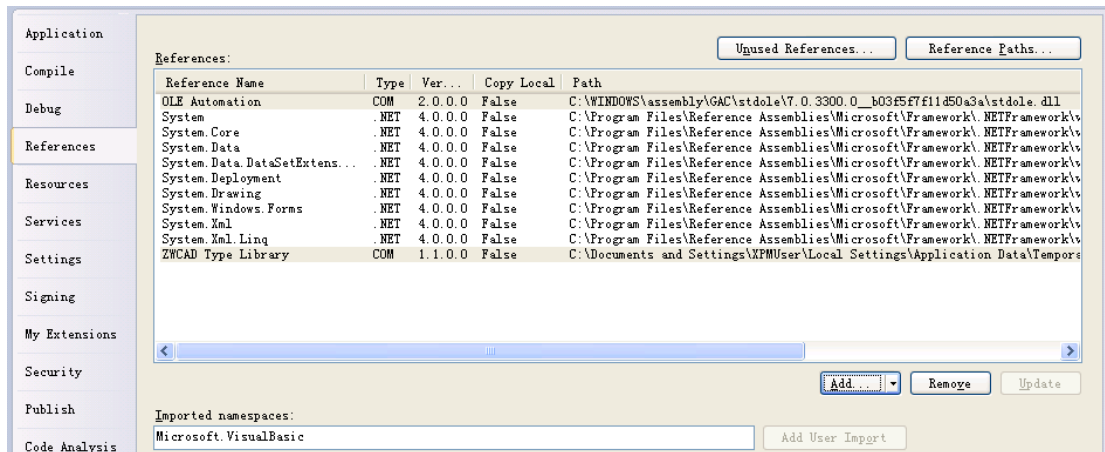 Application
Compile
Debug
References
Resources
Services
Settings
Signing
My Extensions
Security
Publish
Code Analysis
Unused References... Reference Paths...
References:
Reference Name Type Ver... Copy Local Path
OLE Automation COM 2.0.0.0 False C:\WINDOWS\assembly\GAC\stdole\7.0.3300.0__b03f5f7f11d50a3a\stdole.dll
System .NET 4.0.0.0 False C:\Program Files\Reference Assemblies\Microsoft\Framework\.NETFramework\v
System.Core .NET 4.0.0.0 False C:\Program Files\Reference Assemblies\Microsoft\Framework\.NETFramework\v
System.Data .NET 4.0.0.0 False C:\Program Files\Reference Assemblies\Microsoft\Framework\.NETFramework\v
System.Data.DataSetExtens... .NET 4.0.0.0 False C:\Program Files\Reference Assemblies\Microsoft\Framework\.NETFramework\v
System.Deployment .NET 4.0.0.0 False C:\Program Files\Reference Assemblies\Microsoft\Framework\.NETFramework\v
System.Drawing .NET 4.0.0.0 False C:\Program Files\Reference Assemblies\Microsoft\Framework\.NETFramework\v
System.Windows.Forms .NET 4.0.0.0 False C:\Program Files\Reference Assemblies\Microsoft\Framework\.NETFramework\v
System.Xml .NET 4.0.0.0 False C:\Program Files\Reference Assemblies\Microsoft\Framework\.NETFramework\v
System.Xml.Linq .NET 4.0.0.0 False C:\Program Files\Reference Assemblies\Microsoft\Framework\.NETFramework\v
ZWCAD Type Library COM 1.1.0.0 False C:\Documents and Settings\XPMUser\Local Settings\Application Data\Tempora
Add... Remove Update
Imported namespaces:
Microsoft.VisualBasic Add User Import